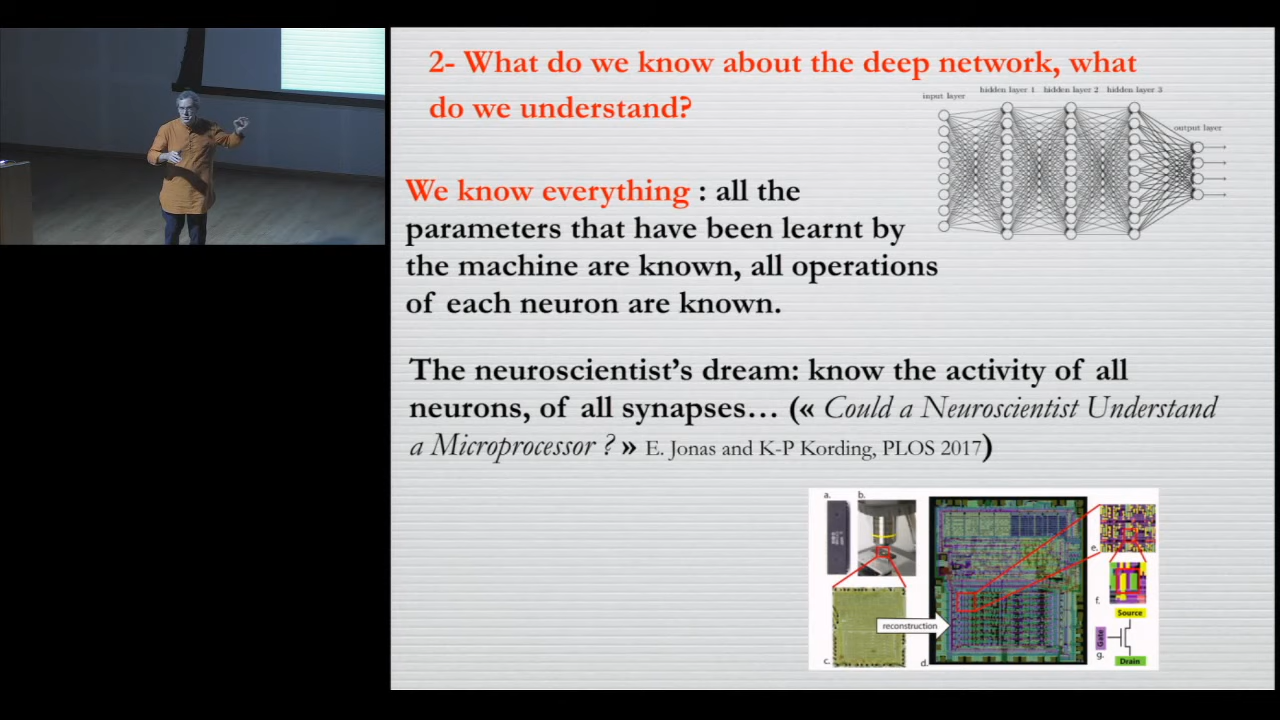 2- What do we know about the deep network, what
do we understand?
input layer
hidden layer 1 hidden layer 2 hidden layer 3
output layer
We know everything : all the
parameters that have been learnt by
the machine are known, all operations
of each neuron are known.
The neuroscientist's dream: know the activity of all
neurons, of all synapses… (« Could a Neuroscientist Understand
a Microprocessor ? » E. Jonas and K-P Kording, PLOS 2017)
a.
b.
c.
reconstruction
d.
e.
f.
g.
Source
Gate
Drain